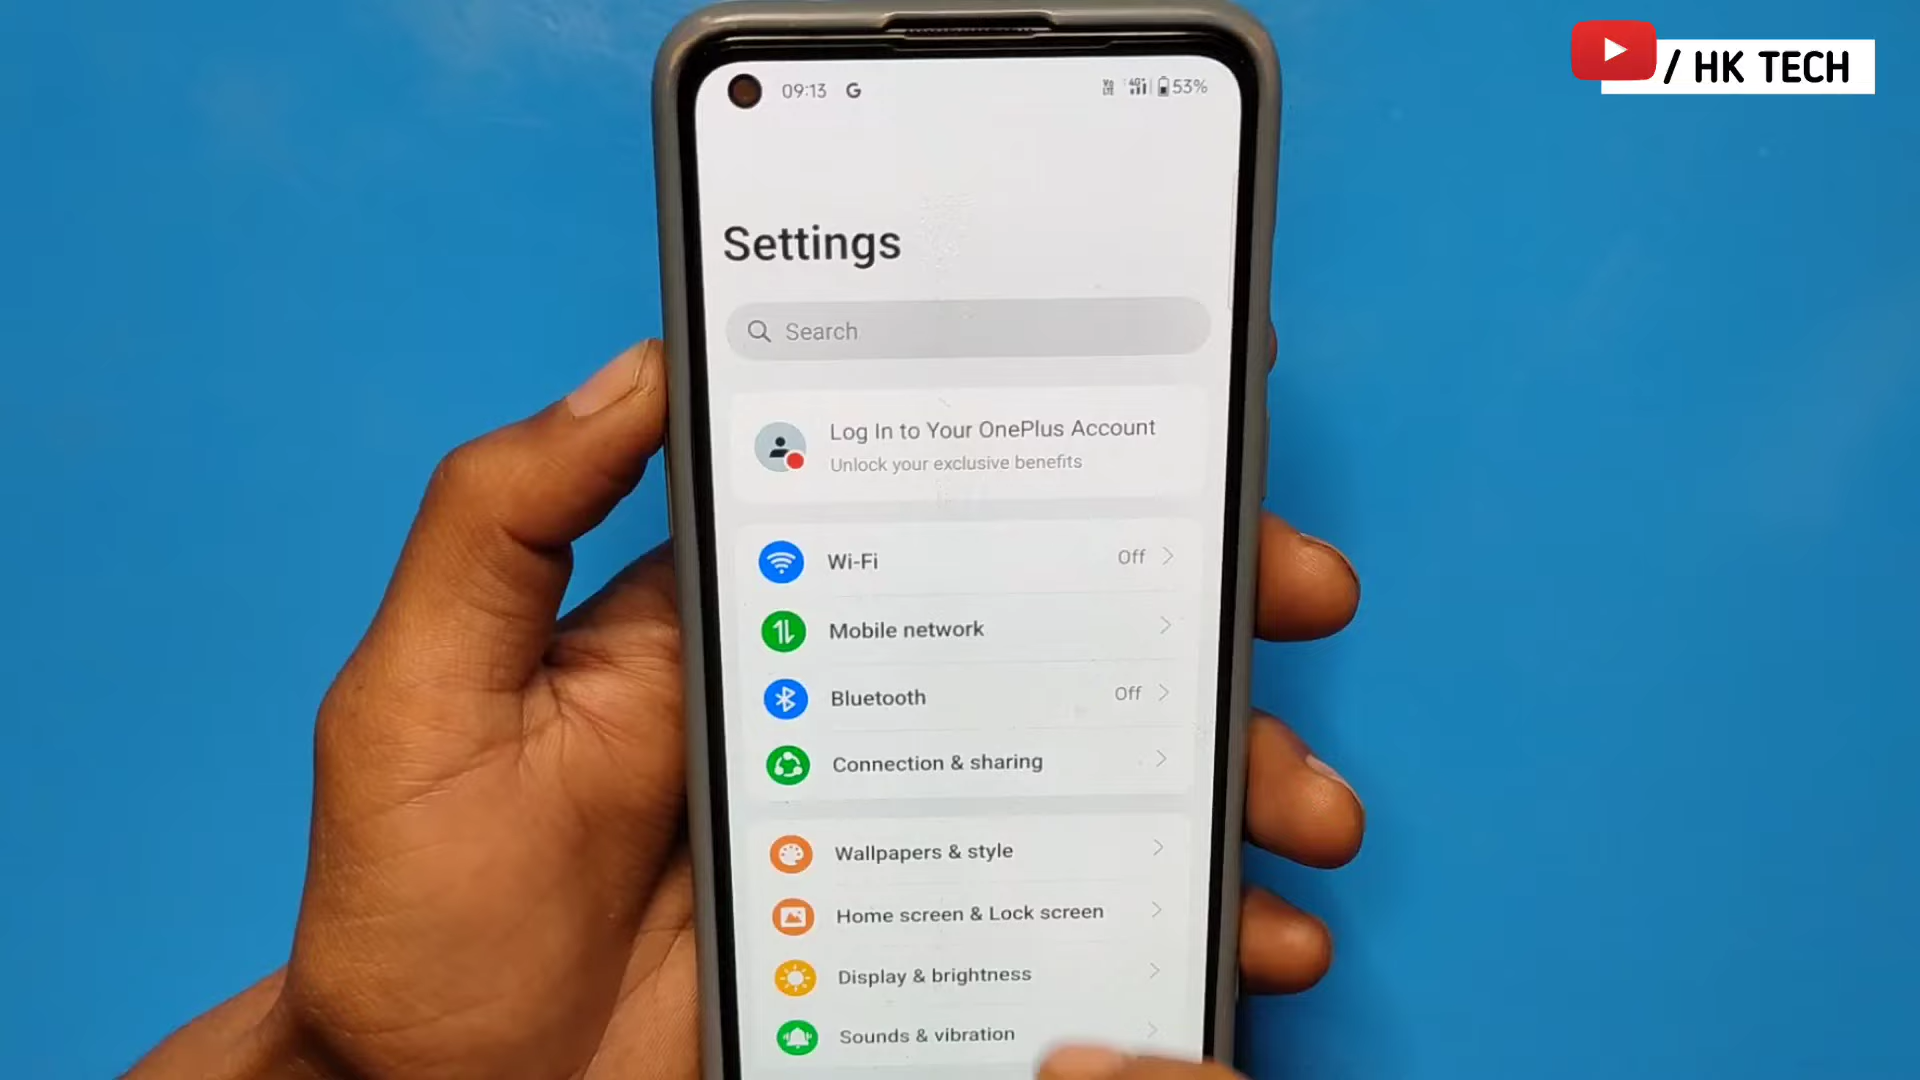 / HK TECH
09:13 G
53%
Settings
Search
Log In to Your OnePlus Account
Unlock your exclusive benefits
Wi-Fi Off
Mobile network
Bluetooth Off
Connection & sharing
Wallpapers & style
Home screen & Lock screen
Display & brightness
Sounds & vibration